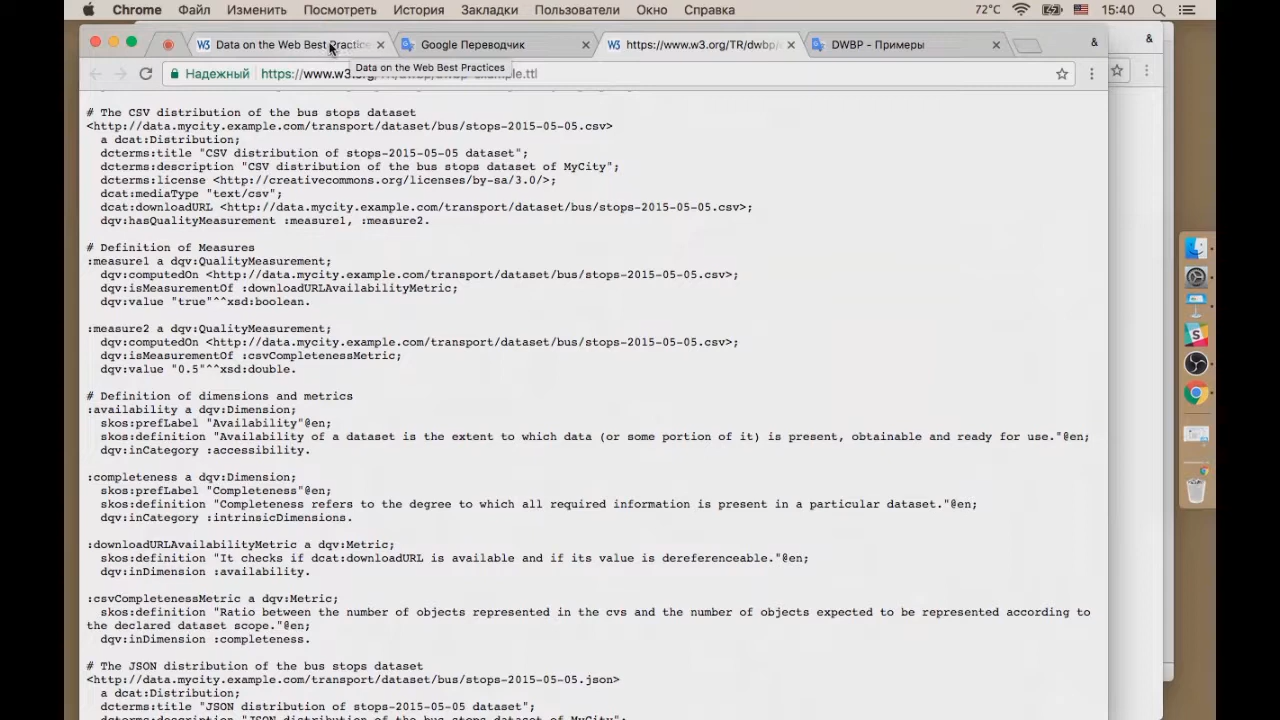 Chrome Файл Изменить Посмотреть История Закладки Пользователи Окно Справка 72°C 15:40
Data on the Web Best Practice Google Переводчик https://www.w3.org/TR/dwbp/ DWBP - Примеры
Надежный https://www.w3.org
Data on the Web Best Practices
# The CSV distribution of the bus stops dataset
<http://data.mycity.example.com/transport/dataset/bus/stops-2015-05-05.csv>
a dcat:Distribution;
dcterms:title "CSV distribution of stops-2015-05-05 dataset";
dcterms:description "CSV distribution of the bus stops dataset of MyCity";
dcterms:license <http://creativecommons.org/licenses/by-sa/3.0/>;
dcat:mediaType "text/csv";
dcat:downloadURL <http://data.mycity.example.com/transport/dataset/bus/stops-2015-05-05.csv>;
dqv:hasQualityMeasurement :measure1, :measure2.
# Definition of Measures
:measure1 a dqv:QualityMeasurement;
dqv:computedOn <http://data.mycity.example.com/transport/dataset/bus/stops-2015-05-05.csv>;
dqv:isMeasurementOf :downloadURLAvailabilityMetric;
dqv:value "true"^^xsd:boolean.
:measure2 a dqv:QualityMeasurement;
dqv:computedOn <http://data.mycity.example.com/transport/dataset/bus/stops-2015-05-05.csv>;
dqv:isMeasurementOf :csvCompletenessMetric;
dqv:value "0.5"^^xsd:double.
# Definition of dimensions and metrics
:availability a dqv:Dimension;
skos:prefLabel "Availability"@en;
skos:definition "Availability of a dataset is the extent to which data (or some portion of it) is present, obtainable and ready for use."@en;
dqv:inCategory :accessibility.
:completeness a dqv:Dimension;
skos:prefLabel "Completeness"@en;
skos:definition "Completeness refers to the degree to which all required information is present in a particular dataset."@en;
dqv:inCategory :intrinsicDimensions.
:downloadURLAvailabilityMetric a dqv:Metric;
skos:definition "It checks if dcat:downloadURL is available and if its value is dereferenceable."@en;
dqv:inDimension :availability.
:csvCompletenessMetric a dqv:Metric;
skos:definition "Ratio between the number of objects represented in the cvs and the number of objects expected to be represented according to
the declared dataset scope."@en;
dqv:inDimension :completeness.
# The JSON distribution of the bus stops dataset
<http://data.mycity.example.com/transport/dataset/bus/stops-2015-05-05.json>
a dcat:Distribution;
dcterms:title "JSON distribution of stops-2015-05-05 dataset";
dcterms:description "JSON distribution of the bus stops dataset of MyCity";